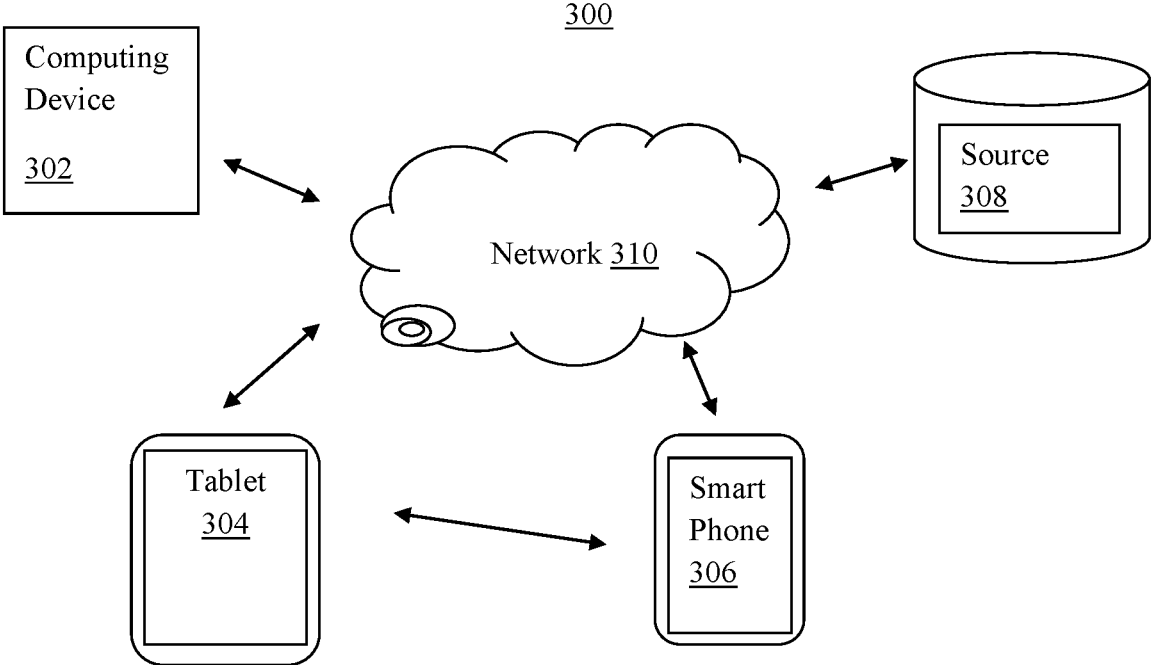 300
Computing
Device
302
Source
308
Network 310
Tablet
304
Smart
Phone
306